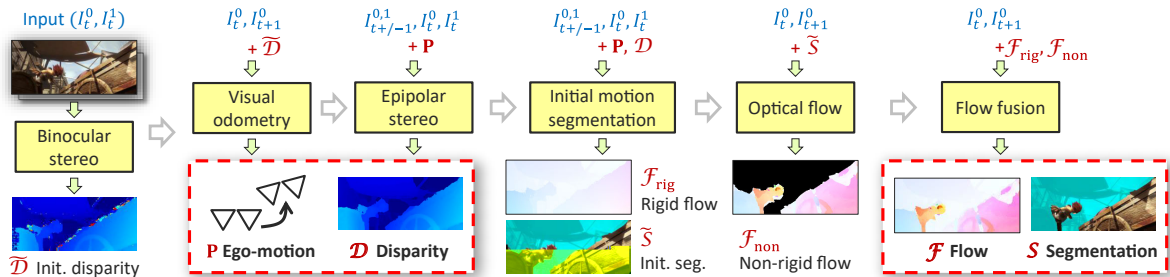 Input (I_t^0, I_t^1)
I_t^0, I_{t+1}^0
+ 𝒟̃
I_{t+/−1}^{0,1}, I_t^0, I_t^1
+ P
I_{t+/−1}^{0,1}, I_t^0, I_t^1
+ P, 𝒟
I_t^0, I_{t+1}^0
+ S̃
I_t^0, I_{t+1}^0
+ℱ_rig, ℱ_non
Binocular
stereo
Visual
odometry
Epipolar
stereo
Initial motion
segmentation
Optical flow
Flow fusion
𝒟̃ Init. disparity
P Ego-motion
𝒟 Disparity
ℱ_rig
Rigid flow
S̃
Init. seg.
ℱ_non
Non-rigid flow
ℱ Flow
S Segmentation